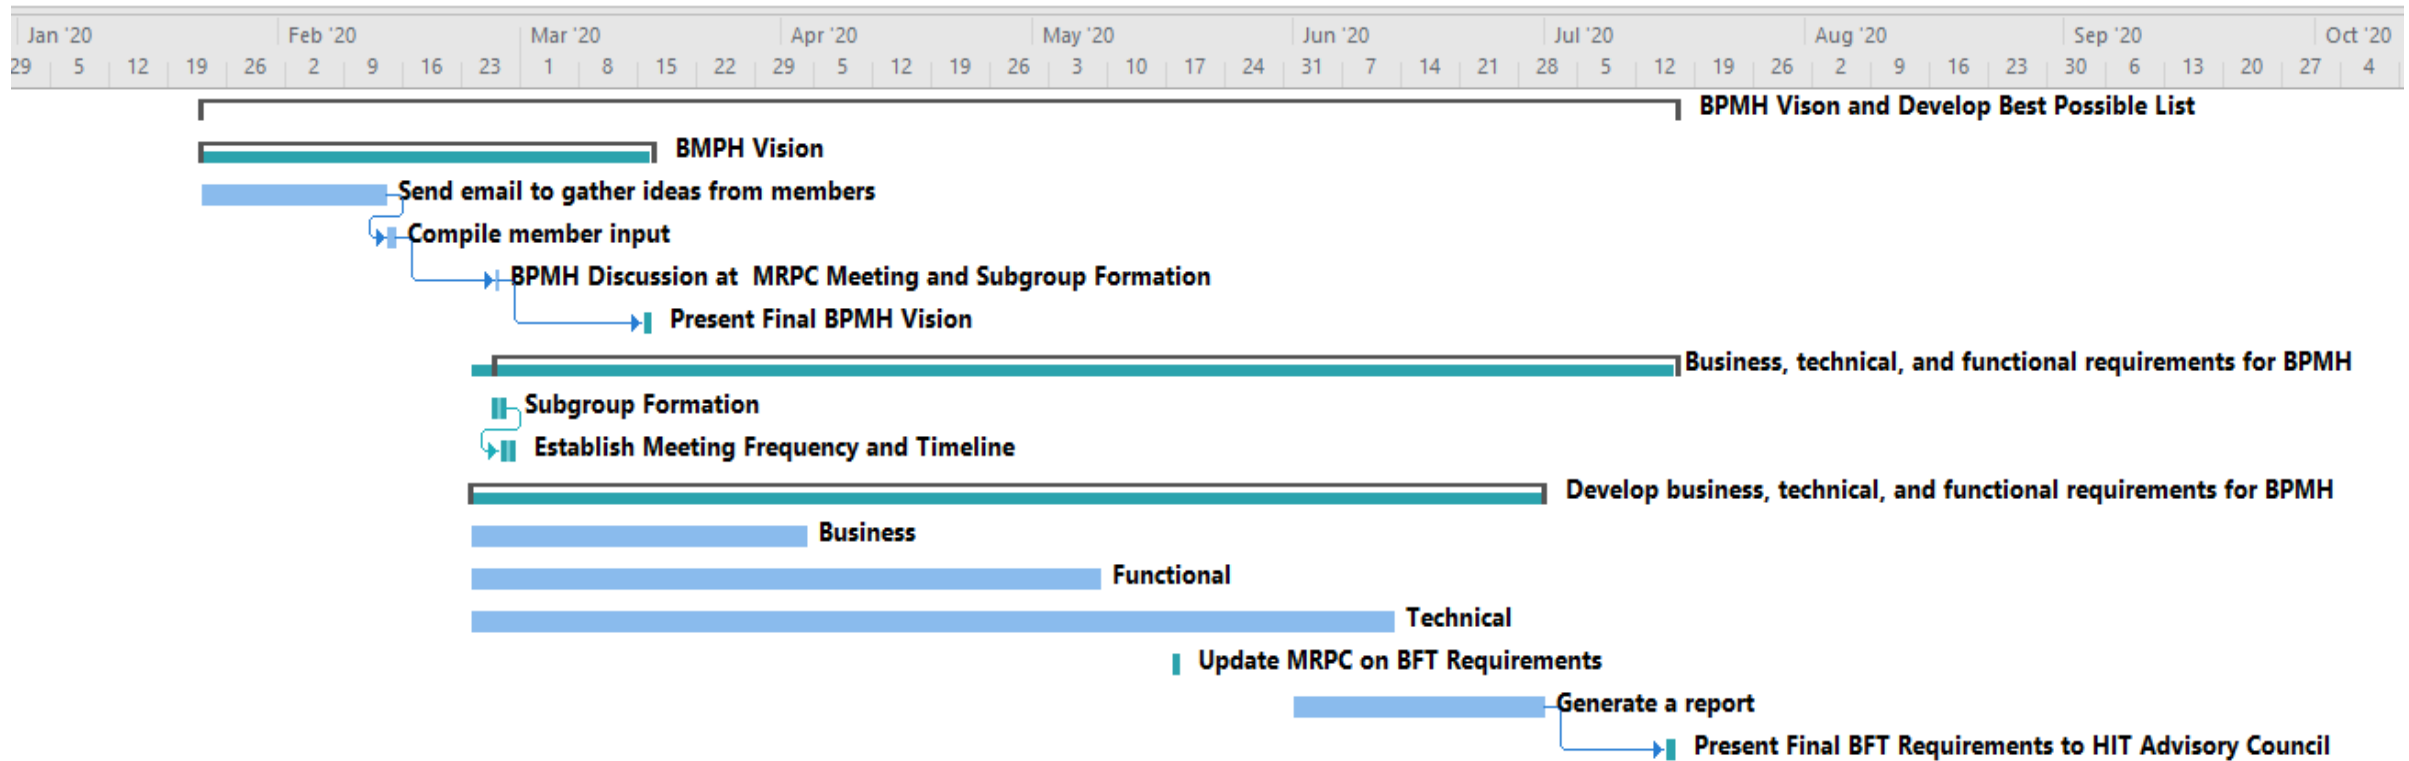 Jan '20 Feb '20 Mar '20 Apr '20 May '20 Jun '20 Jul '20 Aug '20 Sep '20 Oct '20
29 5 12 19 26 2 9 16 23 1 8 15 22 29 5 12 19 26 3 10 17 24 31 7 14 21 28 5 12 19 26 2 9 16 23 30 6 13 20 27 4
BPMH Vison and Develop Best Possible List
BMPH Vision
Send email to gather ideas from members
Compile member input
BPMH Discussion at MRPC Meeting and Subgroup Formation
Present Final BPMH Vision
Business, technical, and functional requirements for BPMH
Subgroup Formation
Establish Meeting Frequency and Timeline
Develop business, technical, and functional requirements for BPMH
Business
Functional
Technical
Update MRPC on BFT Requirements
Generate a report
Present Final BFT Requirements to HIT Advisory Council